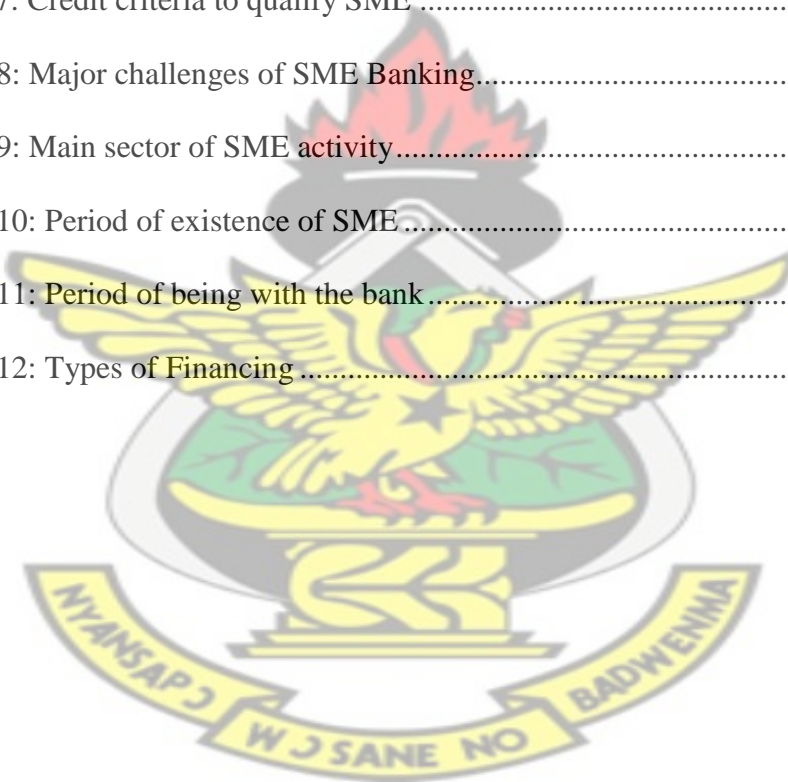 7: Credit criteria to qualify SME ..............................................
8: Major challenges of SME Banking.......................................
9: Main sector of SME activity.................................................
10: Period of existence of SME ................................................
11: Period of being with the bank .............................................
12: Types of Financing .............................................................
NYANSAPƆ WƆSANE NO BADWENMA